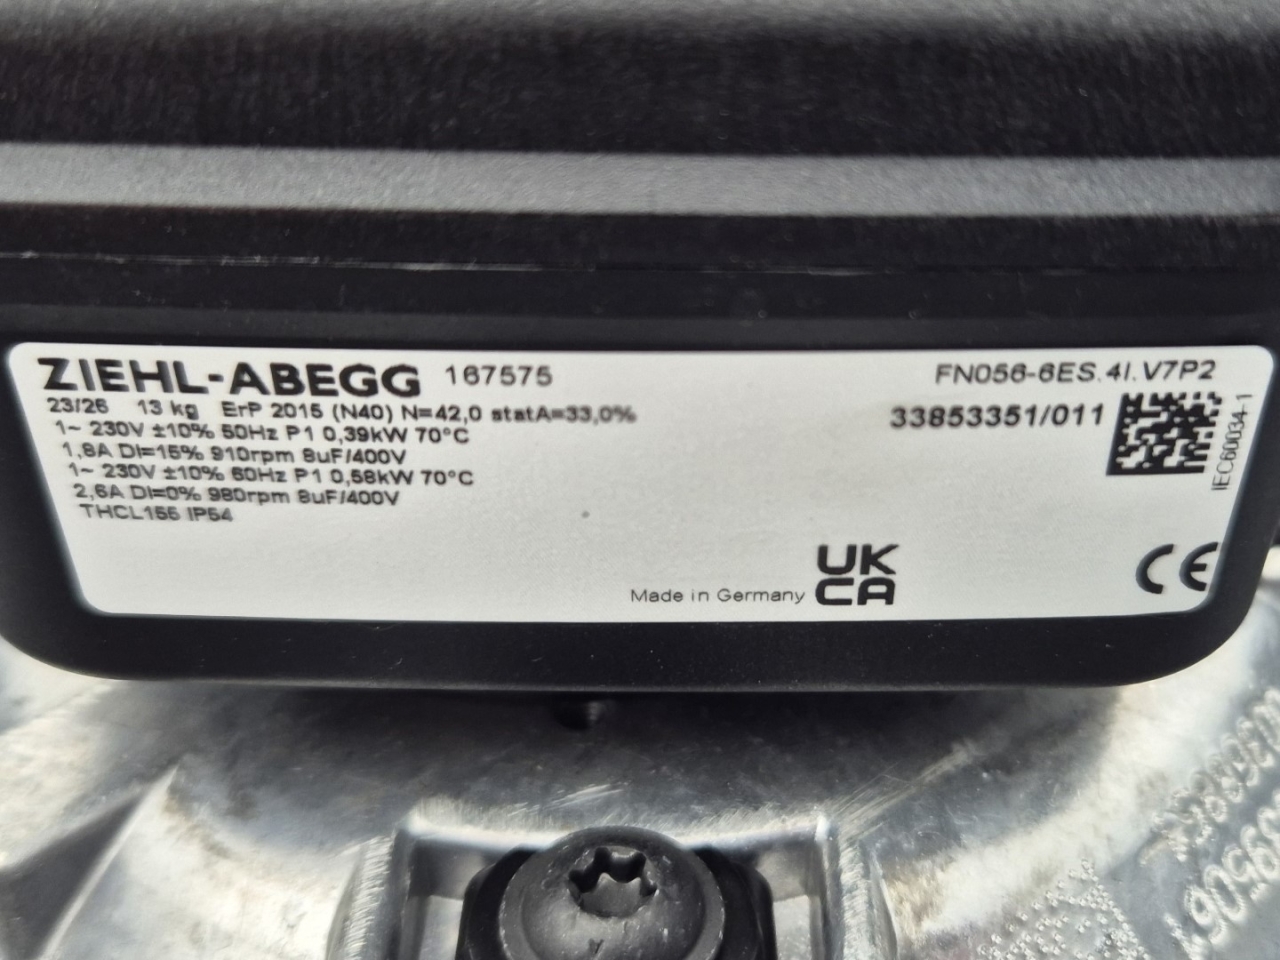 ZIEHL-ABEGG 167575 FN056-6ES.4I.V7P2
23/26 13 kg ErP 2015 (N40) N=42,0 statA=33,0% 33853351/011
1~ 230V ±10% 50Hz P1 0,39kW 70°C
1,8A DI=15% 910rpm 8uF/400V
1~ 230V ±10% 60Hz P1 0,58kW 70°C
2,6A DI=0% 980rpm 8uF/400V
THCL155 IP54
IEC60034-1
Made in Germany UK
CA
CE